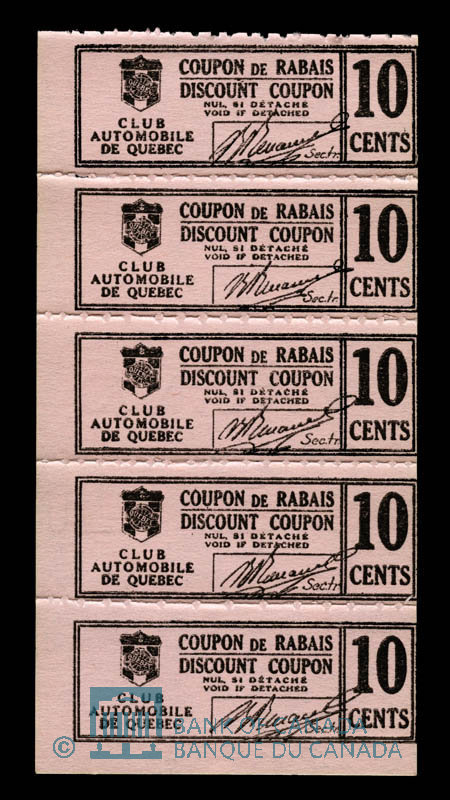 COUPON DE RABAIS
DISCOUNT COUPON
NUL, SI DÉTACHÉ
VOID IF DETACHED
CLUB
AUTOMOBILE
DE QUEBEC
Sectr.
10
CENTS
COUPON DE RABAIS
DISCOUNT COUPON
NUL, SI DÉTACHÉ
VOID IF DETACHED
CLUB
AUTOMOBILE
DE QUEBEC
Sectr.
10
CENTS
COUPON DE RABAIS
DISCOUNT COUPON
NUL, SI DÉTACHÉ
VOID IF DETACHED
CLUB
AUTOMOBILE
DE QUEBEC
Sectr.
10
CENTS
COUPON DE RABAIS
DISCOUNT COUPON
NUL, SI DÉTACHÉ
VOID IF DETACHED
CLUB
AUTOMOBILE
DE QUEBEC
Sectr.
10
CENTS
COUPON DE RABAIS
DISCOUNT COUPON
NUL, SI DÉTACHÉ
VOID IF DETACHED
CLUB
AUTOMOBILE
DE QUEBEC
10
CENTS
© BANK OF CANADA
BANQUE DU CANADA